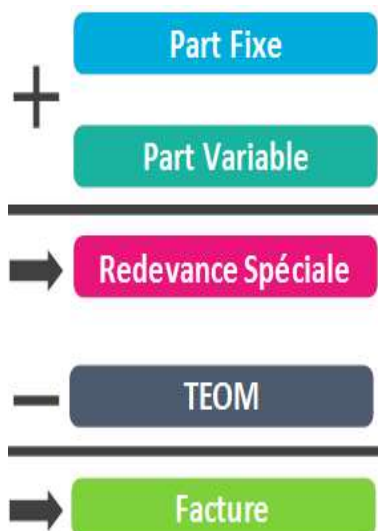 Part Fixe
+
Part Variable
Redevance Spéciale
— TEOM
Facture